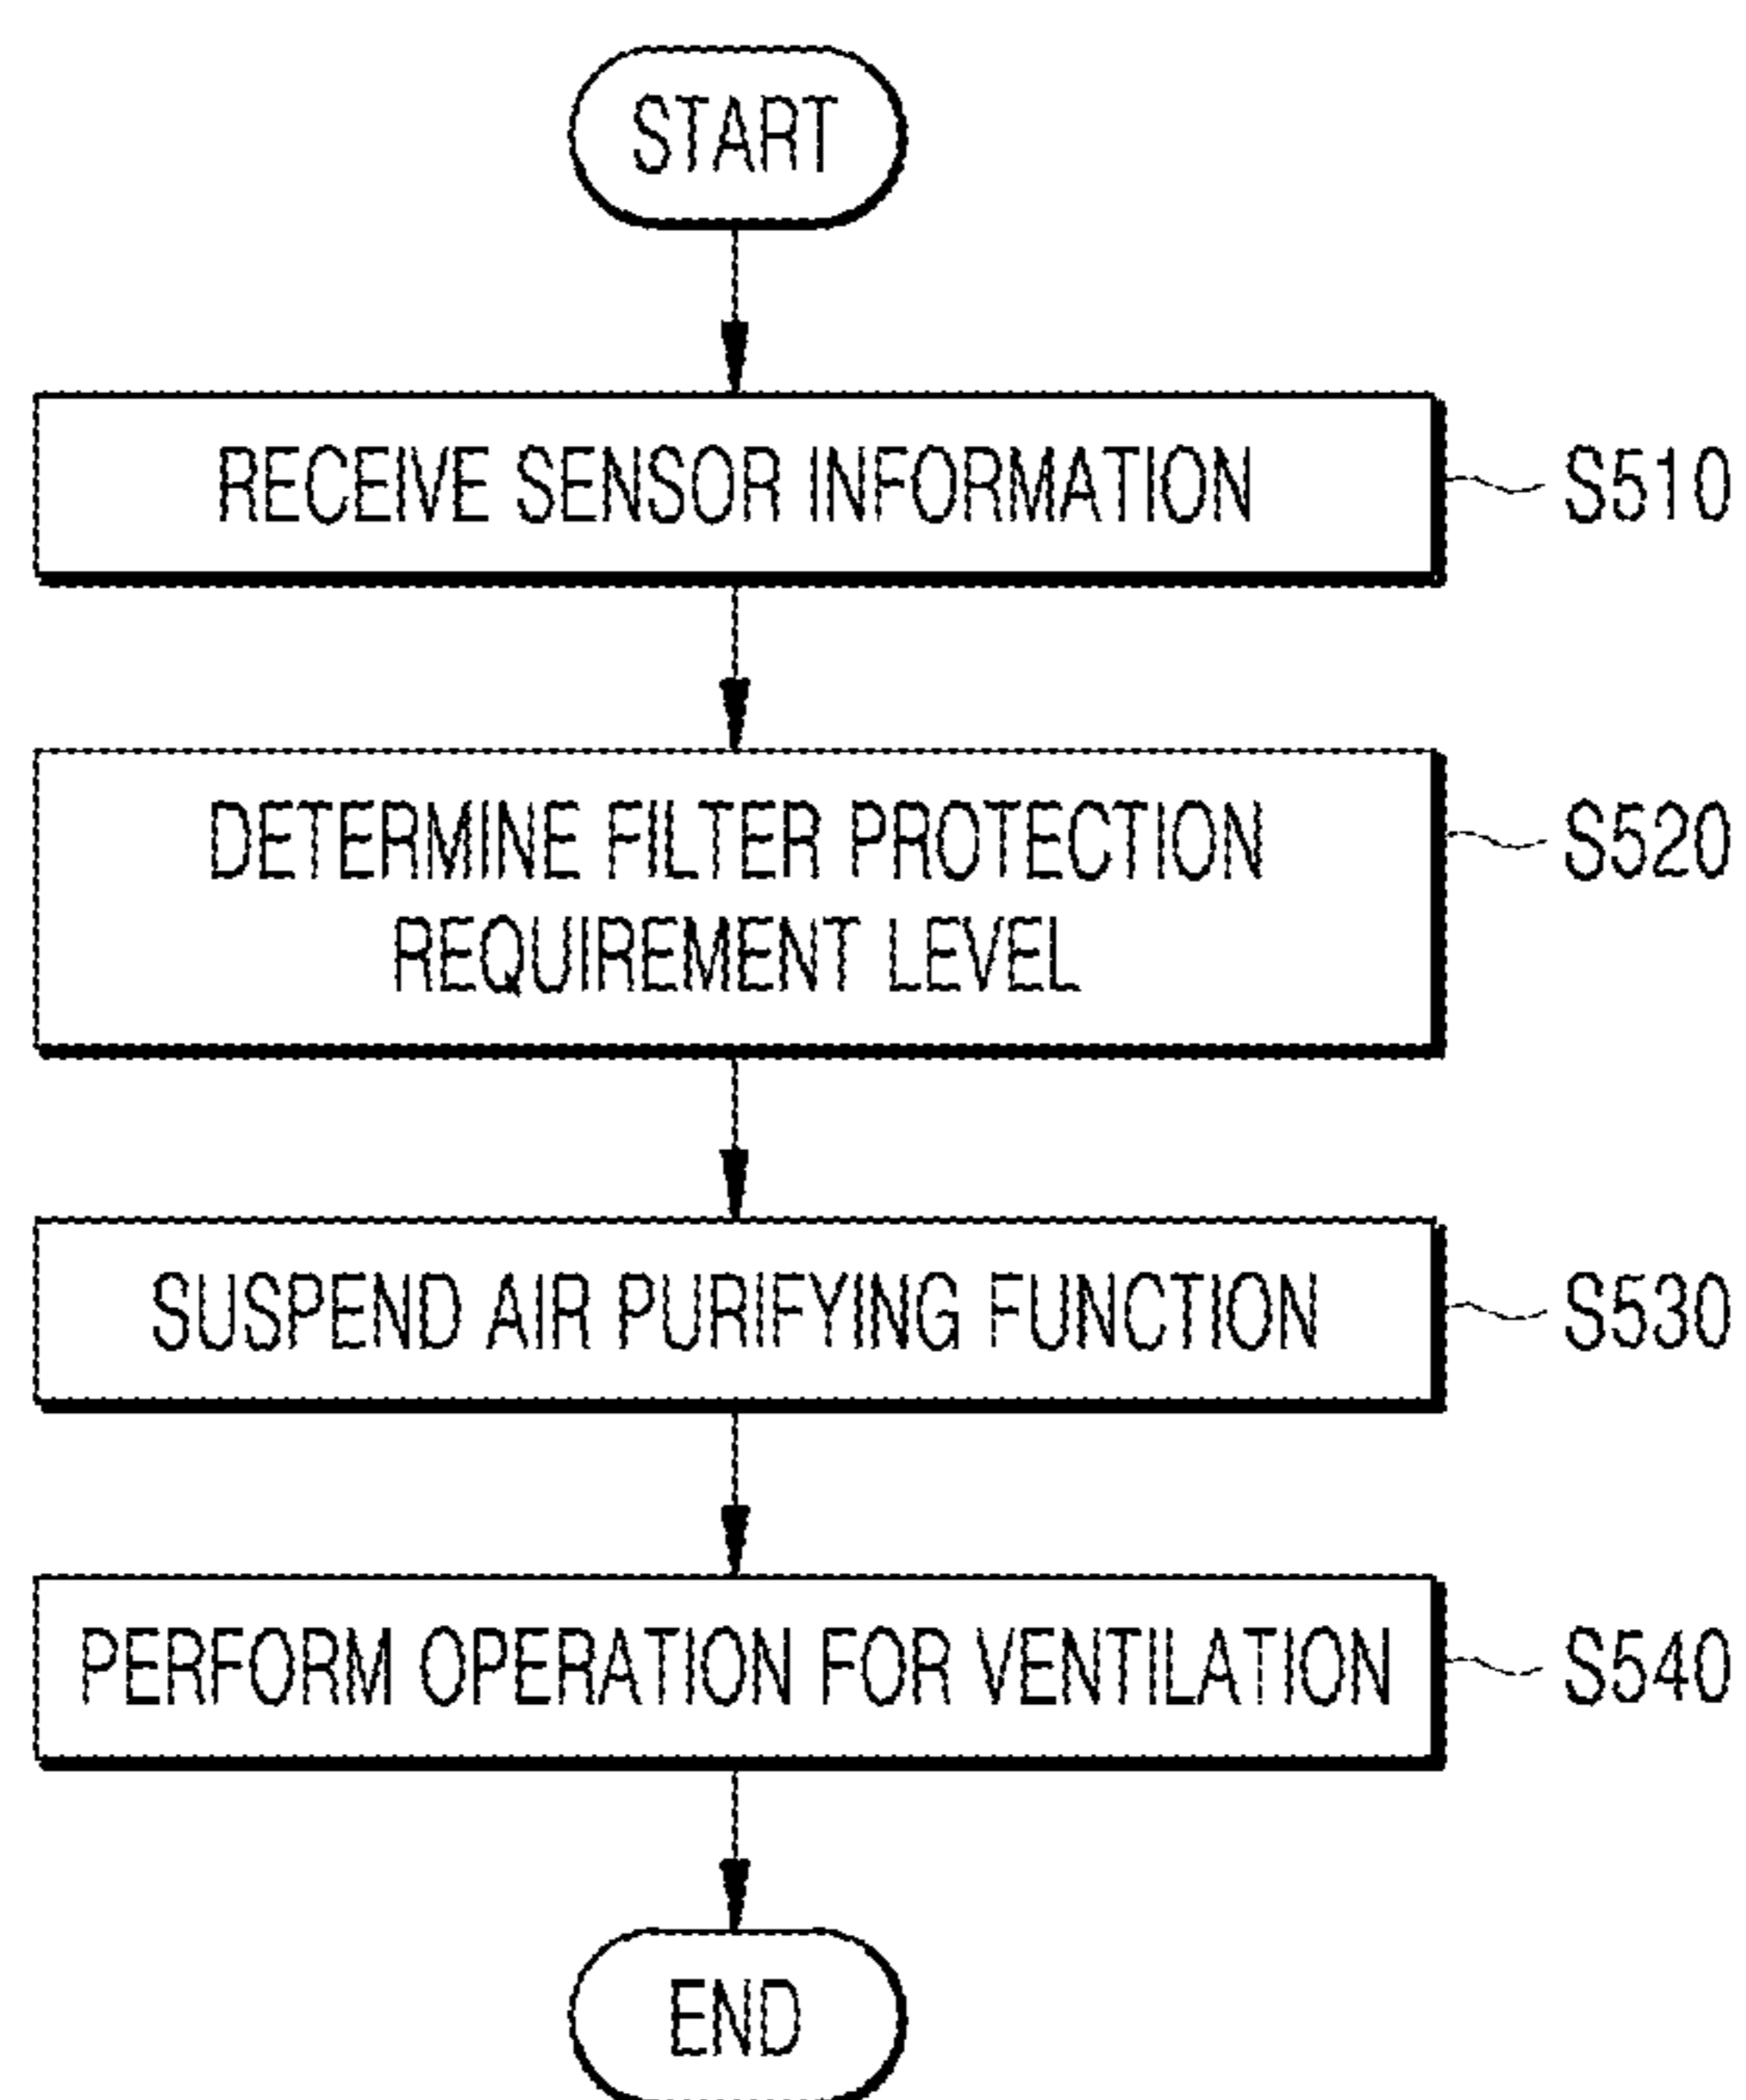 START
RECEIVE SENSOR INFORMATION
S510
DETERMINE FILTER PROTECTION
REQUIREMENT LEVEL
S520
SUSPEND AIR PURIFYING FUNCTION
S530
PERFORM OPERATION FOR VENTILATION
S540
END